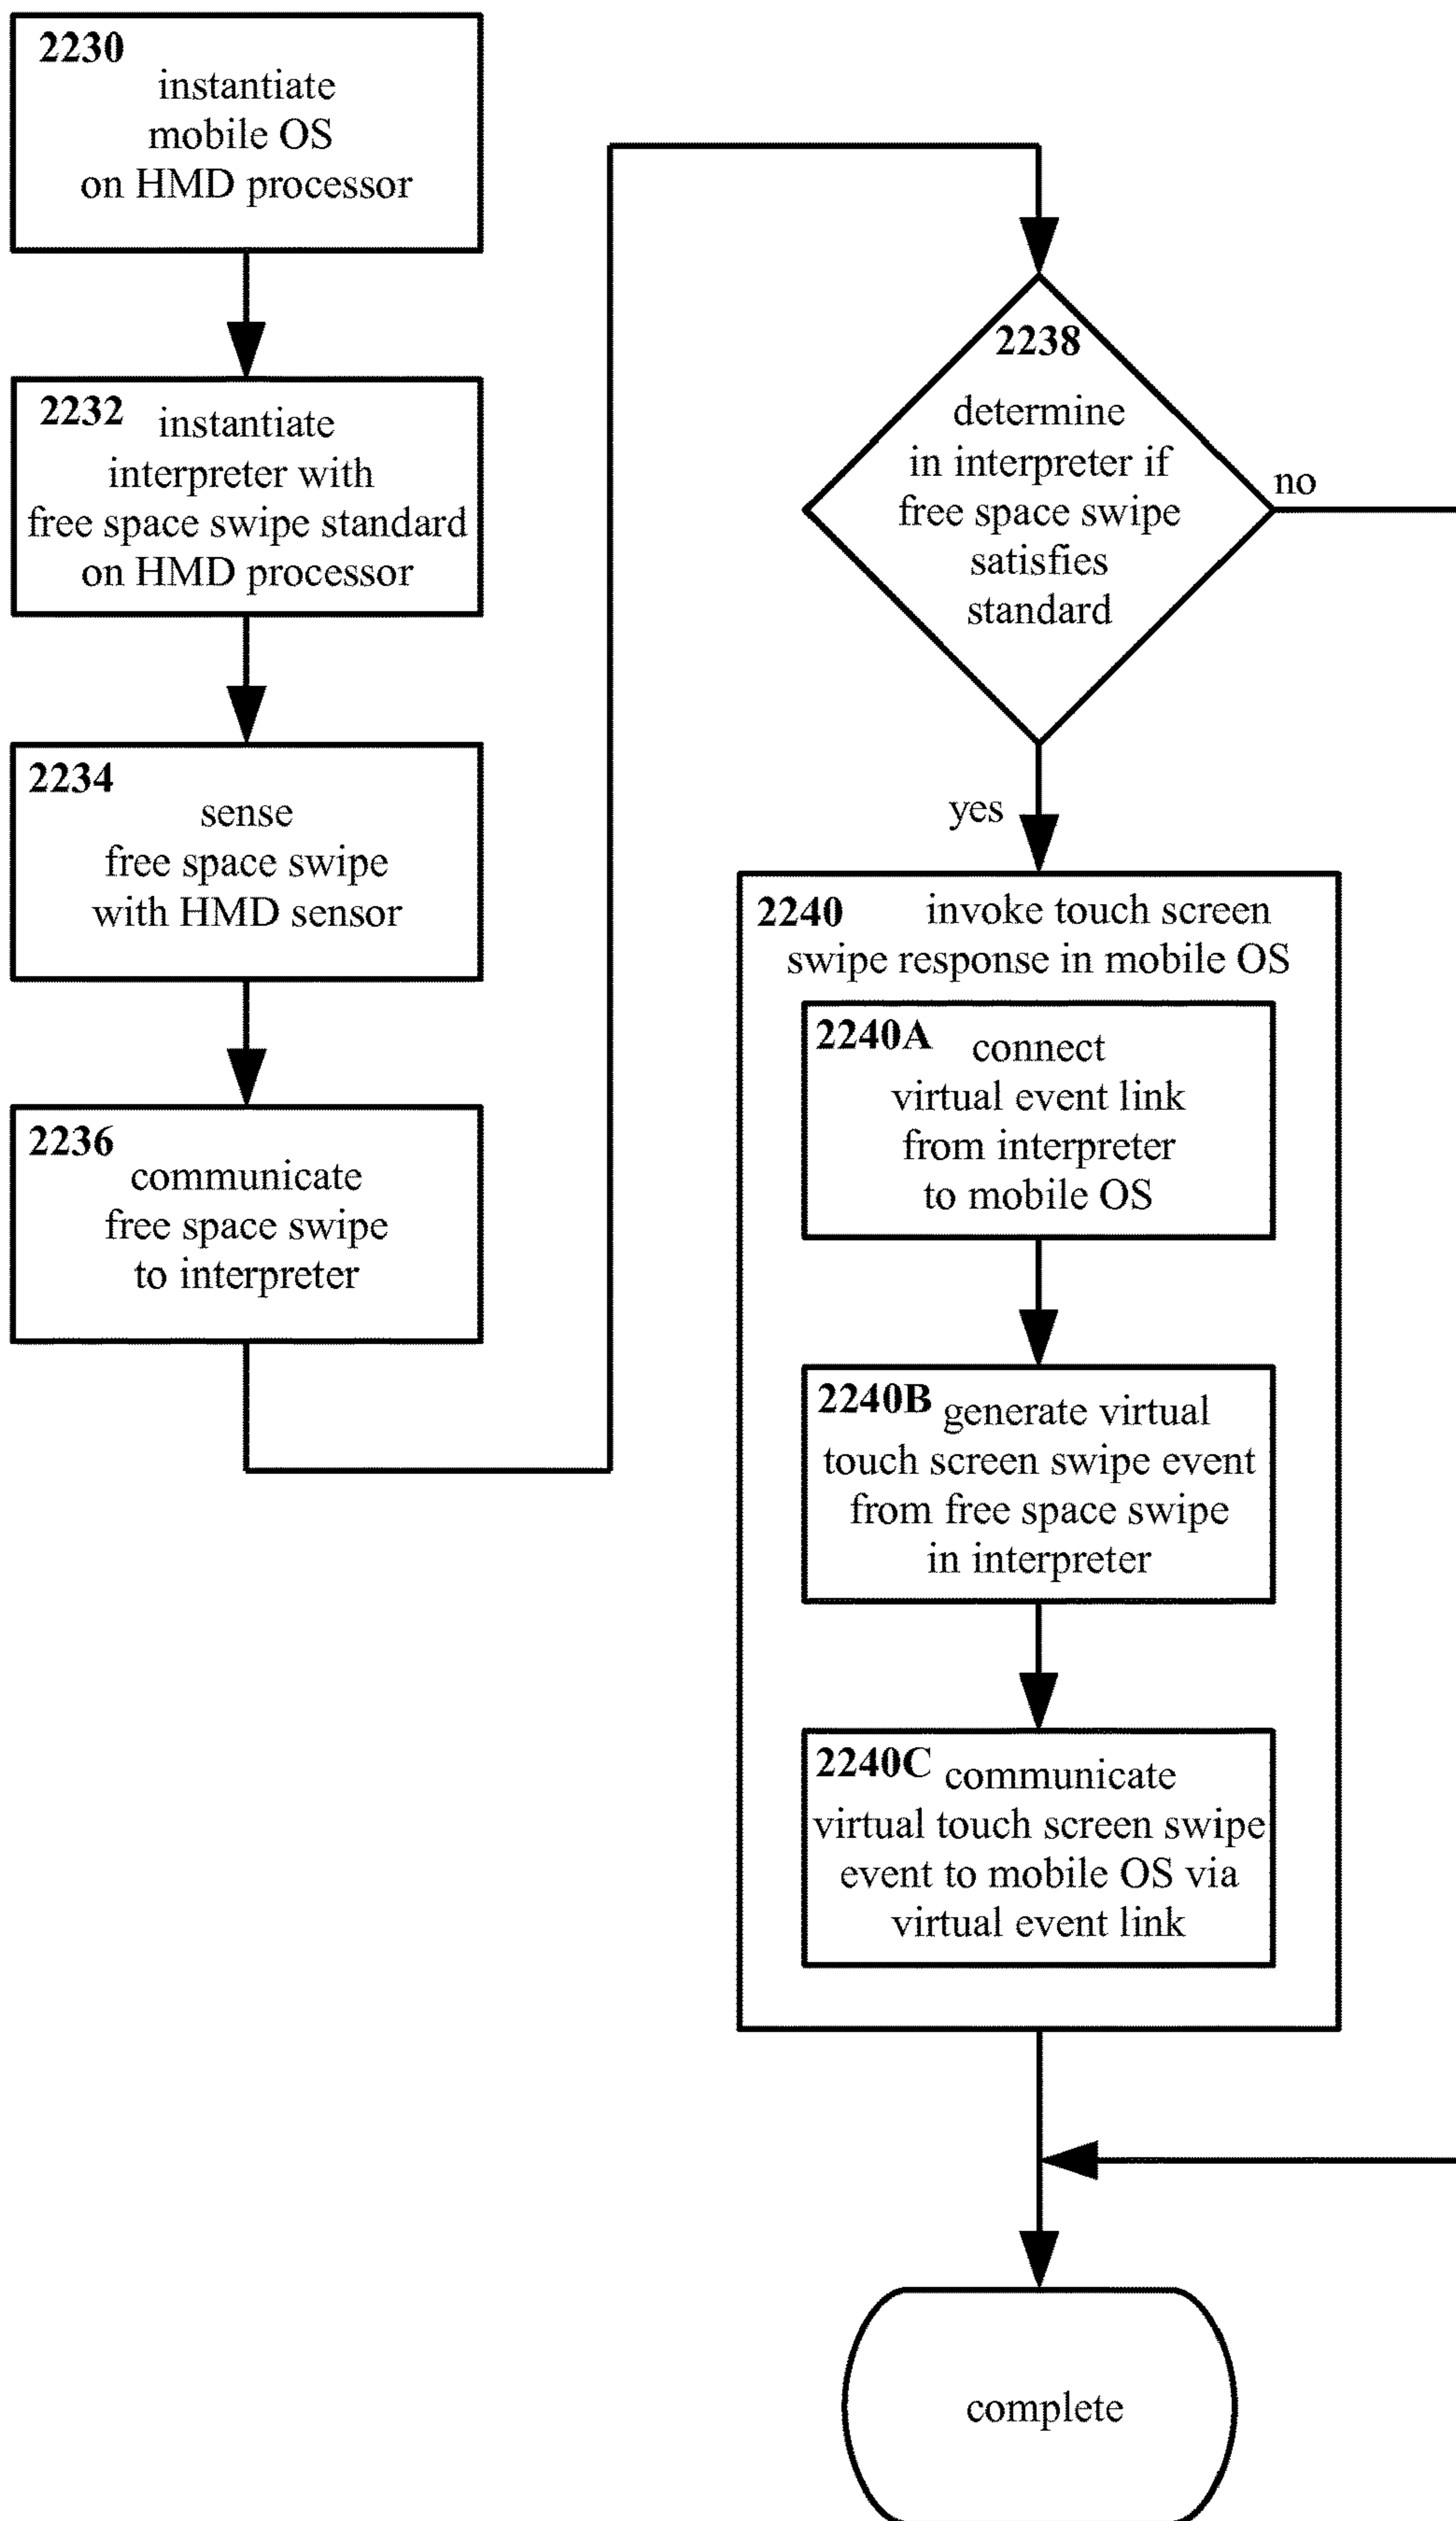 2230
instantiate
mobile OS
on HMD processor
2232 instantiate
interpreter with
free space swipe standard
on HMD processor
2234
sense
free space swipe
with HMD sensor
2236
communicate
free space swipe
to interpreter
2238
determine
in interpreter if
free space swipe
satisfies
standard
no
yes
2240 invoke touch screen
swipe response in mobile OS
2240A connect
virtual event link
from interpreter
to mobile OS
2240B generate virtual
touch screen swipe event
from free space swipe
in interpreter
2240C communicate
virtual touch screen swipe
event to mobile OS via
virtual event link
complete